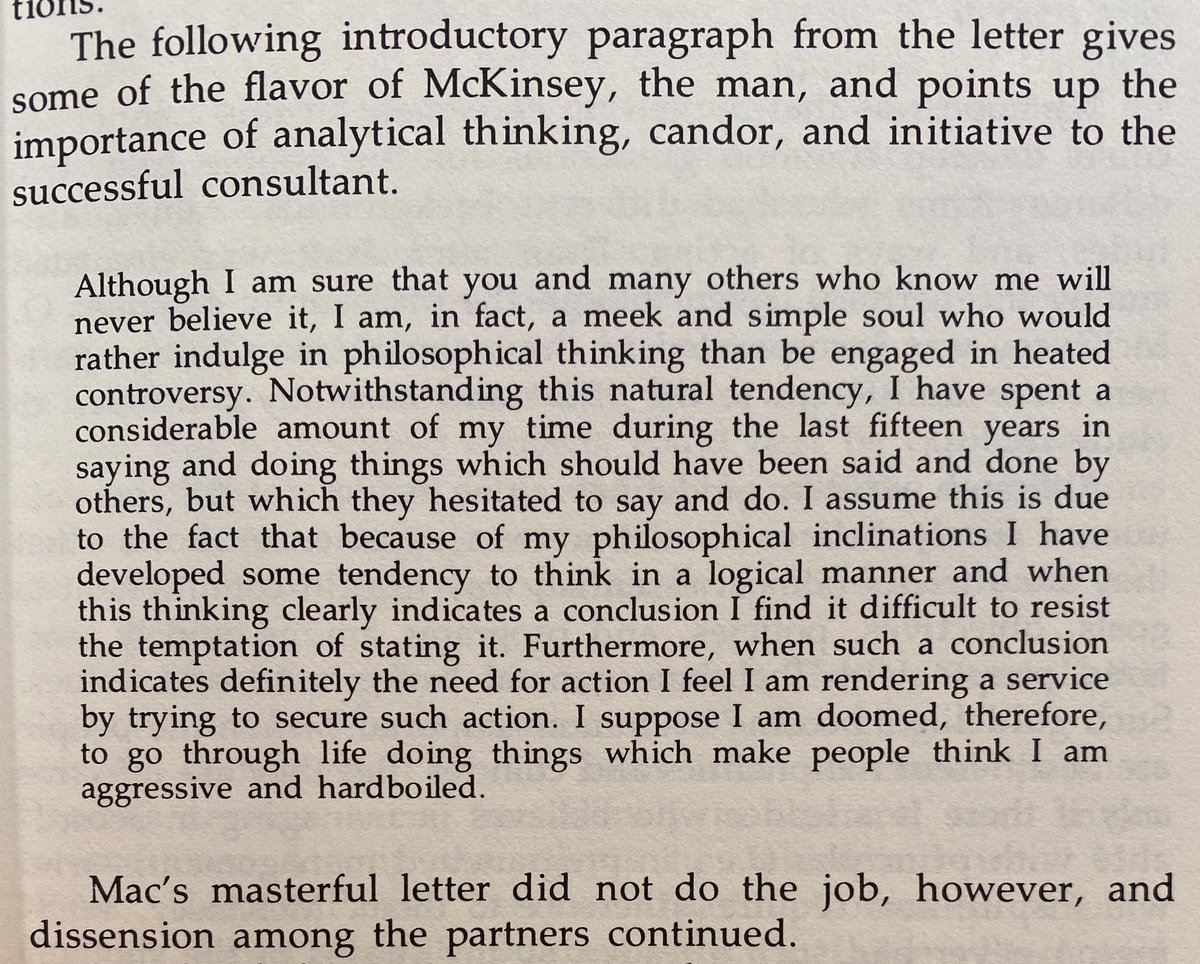 tions.
The following introductory paragraph from the letter gives
some of the flavor of McKinsey, the man, and points up the
importance of analytical thinking, candor, and initiative to the
successful consultant.
Although I am sure that you and many others who know me will
never believe it, I am, in fact, a meek and simple soul who would
rather indulge in philosophical thinking than be engaged in heated
controversy. Notwithstanding this natural tendency, I have spent a
considerable amount of my time during the last fifteen years in
saying and doing things which should have been said and done by
others, but which they hesitated to say and do. I assume this is due
to the fact that because of my philosophical inclinations I have
developed some tendency to think in a logical manner and when
this thinking clearly indicates a conclusion I find it difficult to resist
the temptation of stating it. Furthermore, when such a conclusion
indicates definitely the need for action I feel I am rendering a service
by trying to secure such action. I suppose I am doomed, therefore,
to go through life doing things which make people think I am
aggressive and hardboiled.
Mac's masterful letter did not do the job, however, and
dissension among the partners continued.